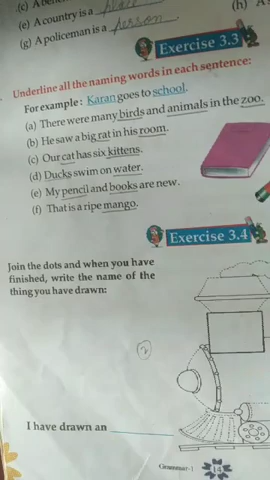 (e) A country is a place
(h) A
(g) A policeman is a person.
Exercise 3.3
Underline all the naming words in each sentence:
For example : Karan goes to school.
(a) There were many birds and animals in the zoo.
(b) He saw a big rat in his room.
(c) Our cat has six kittens.
(d) Ducks swim on water.
(e) My pencil and books are new.
(f) That is a ripe mango.
Exercise 3.4
Join the dots and when you have
finished, write the name of the
thing you have drawn:
I have drawn an
Grammar-1